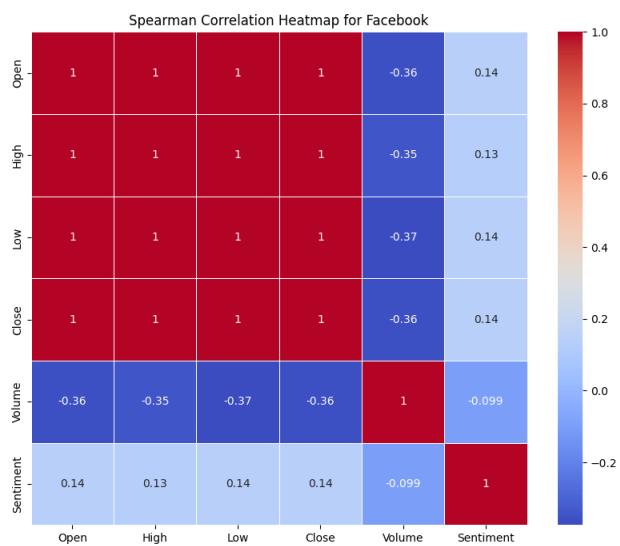 Spearman Correlation Heatmap for Facebook
Open 1 1 1 1 -0.36 0.14
High 1 1 1 1 -0.35 0.13
Low 1 1 1 1 -0.37 0.14
Close 1 1 1 1 -0.36 0.14
Volume -0.36 -0.35 -0.37 -0.36 1 -0.099
Sentiment 0.14 0.13 0.14 0.14 -0.099 1
Open High Low Close Volume Sentiment
1.0
0.8
0.6
0.4
0.2
0.0
−0.2